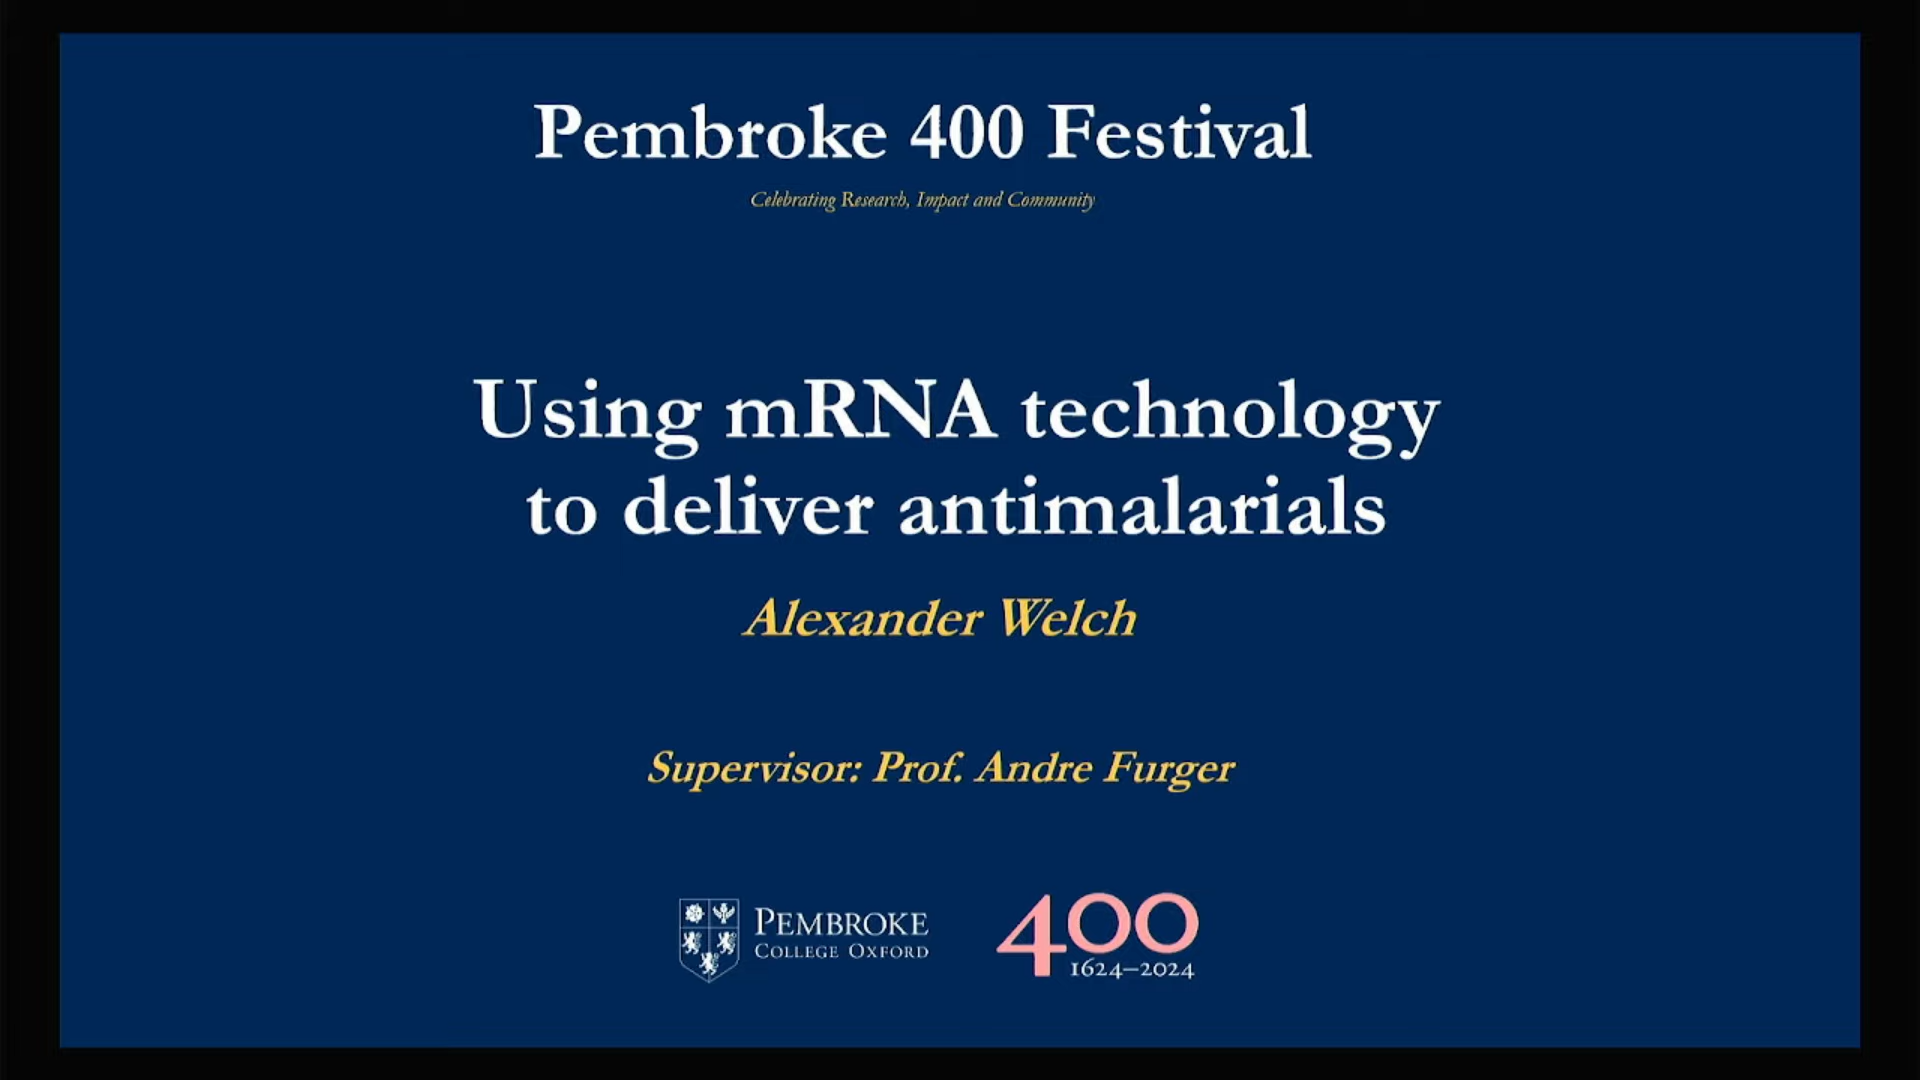 Pembroke 400 Festival
Celebrating Research, Impact and Community
Using mRNA technology
to deliver antimalarials
Alexander Welch
Supervisor: Prof. Andre Furger
PEMBROKE
COLLEGE OXFORD
400
1624–2024